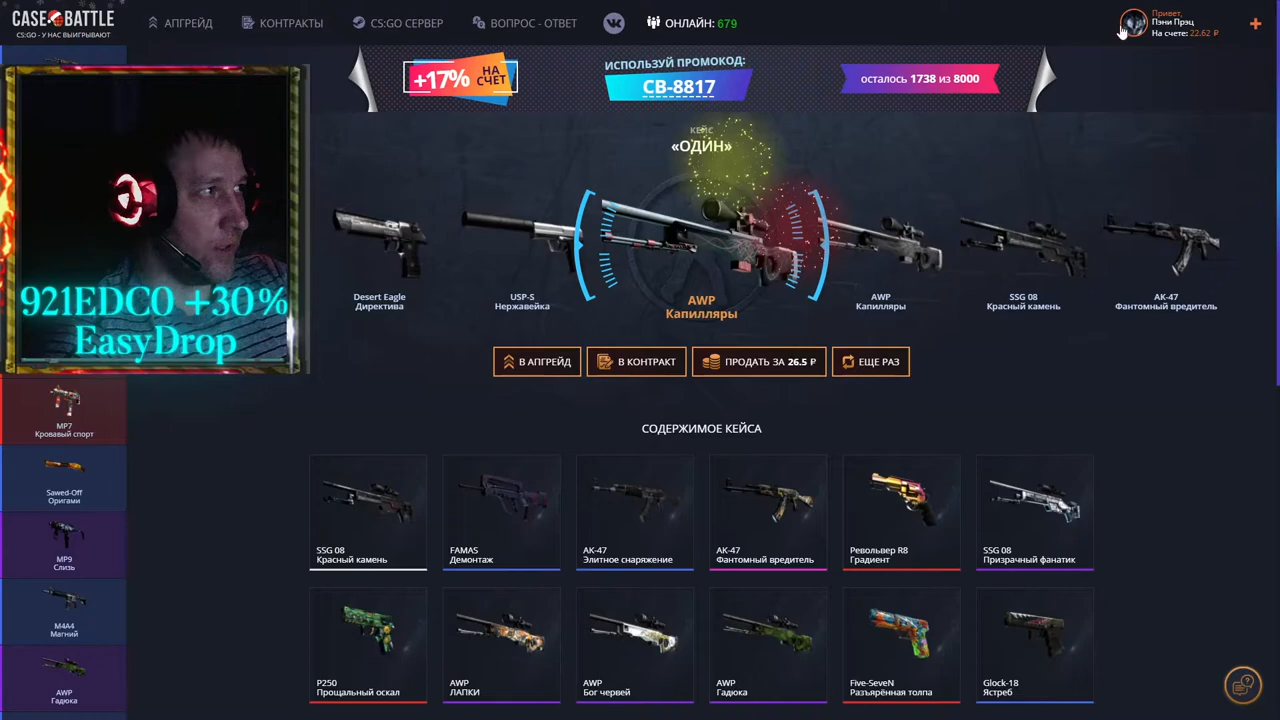 CASE BATTLE
CS:GO - У НАС ВЫИГРЫВАЮТ
АПГРЕЙД
КОНТРАКТЫ
CS:GO СЕРВЕР
ВОПРОС - ОТВЕТ
ОНЛАЙН: 679
Привет,
Пэни Прэц
На счете: 22.62 ₽
+17% НА СЧЕТ
ИСПОЛЬЗУЙ ПРОМОКОД:
CB-8817
осталось 1738 из 8000
КЕЙС
«ОДИН»
921EDC0 +30%
EasyDrop
Desert Eagle
Директива
USP-S
Нержавейка
AWP
Капилляры
AWP
Капилляры
SSG 08
Красный камень
AK-47
Фантомный вредитель
В АПГРЕЙД
В КОНТРАКТ
ПРОДАТЬ ЗА 26.5 ₽
ЕЩЕ РАЗ
MP7
Кровавый спорт
Sawed-Off
Оригами
MP9
Слизь
M4A4
Магний
AWP
Гадюка
СОДЕРЖИМОЕ КЕЙСА
SSG 08
Красный камень
FAMAS
Демонтаж
AK-47
Элитное снаряжение
AK-47
Фантомный вредитель
Револьвер R8
Градиент
SSG 08
Призрачный фанатик
P250
Прощальный оскал
AWP
ЛАПКИ
AWP
Бог червей
AWP
Гадюка
Five-SeveN
Разъярённая толпа
Glock-18
Ястреб